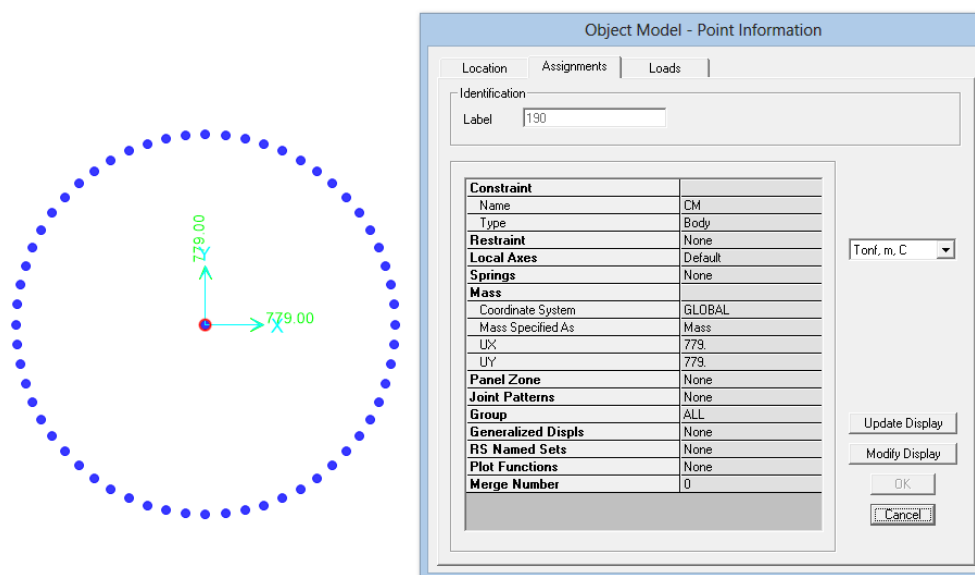 779.00
Y
779.00
X
Object Model - Point Information
Location Assignments Loads
Identification
Label 190
Constraint
Name CM
Type Body
Restraint None
Local Axes Default
Springs None
Mass
Coordinate System GLOBAL
Mass Specified As Mass
UX 779.
UY 779.
Panel Zone None
Joint Patterns None
Group ALL
Generalized Displs None
RS Named Sets None
Plot Functions None
Merge Number 0
Tonf, m, C
Update Display
Modify Display
OK
Cancel